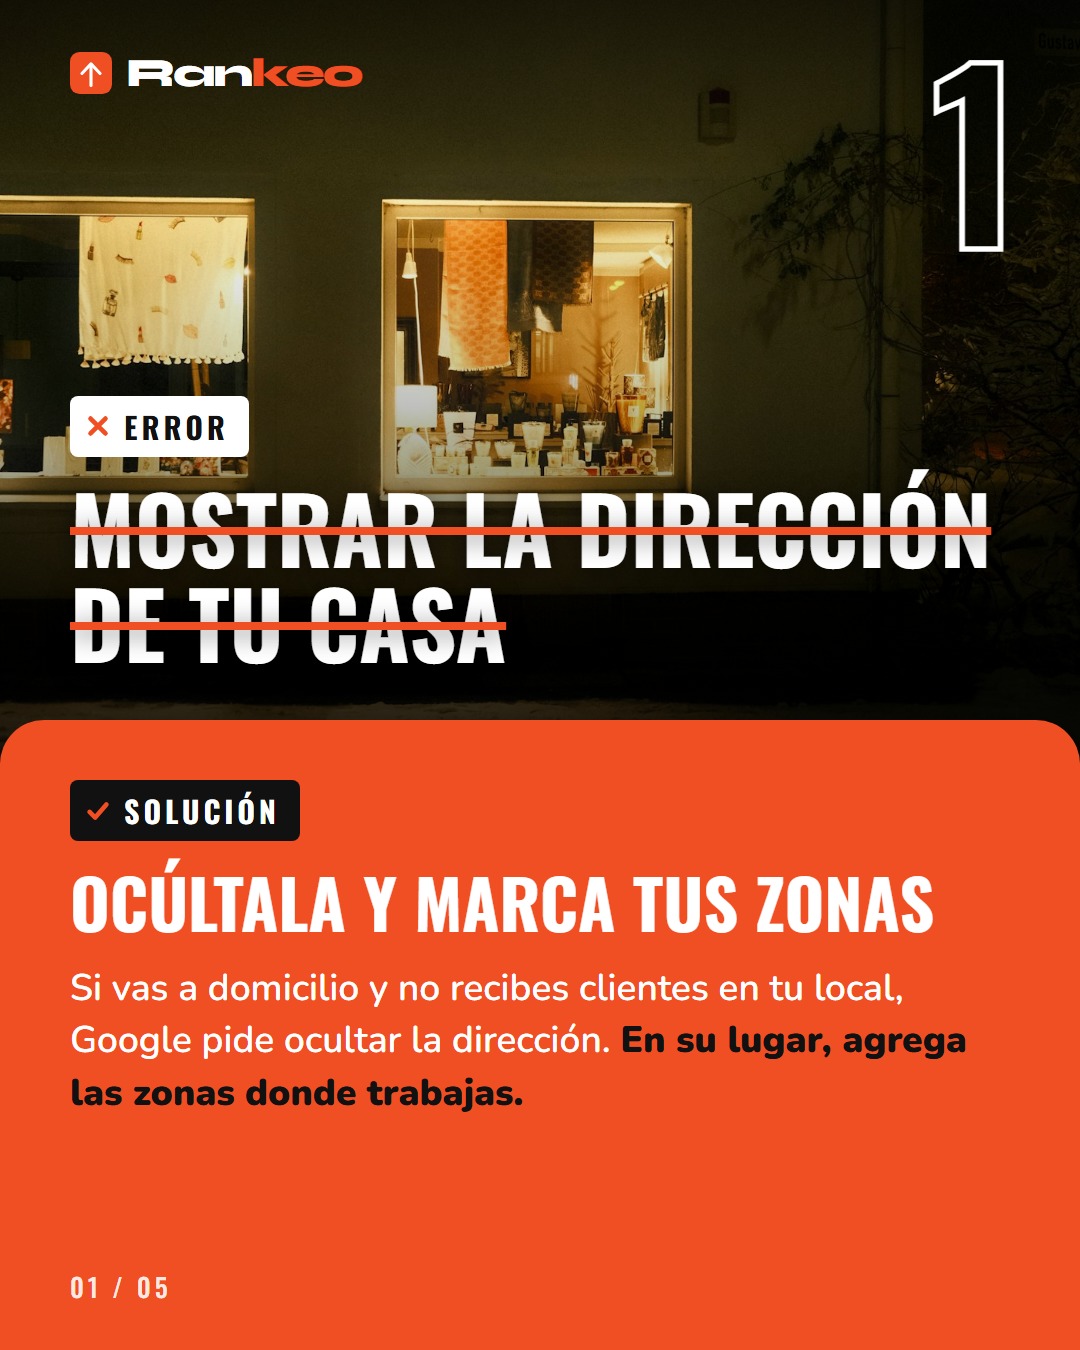 Rankeo
1
ERROR
MOSTRAR LA DIRECCIÓN
DE TU CASA
SOLUCIÓN
OCÚLTALA Y MARCA TUS ZONAS
Si vas a domicilio y no recibes clientes en tu local,
Google pide ocultar la dirección. En su lugar, agrega
las zonas donde trabajas.
01 / 05